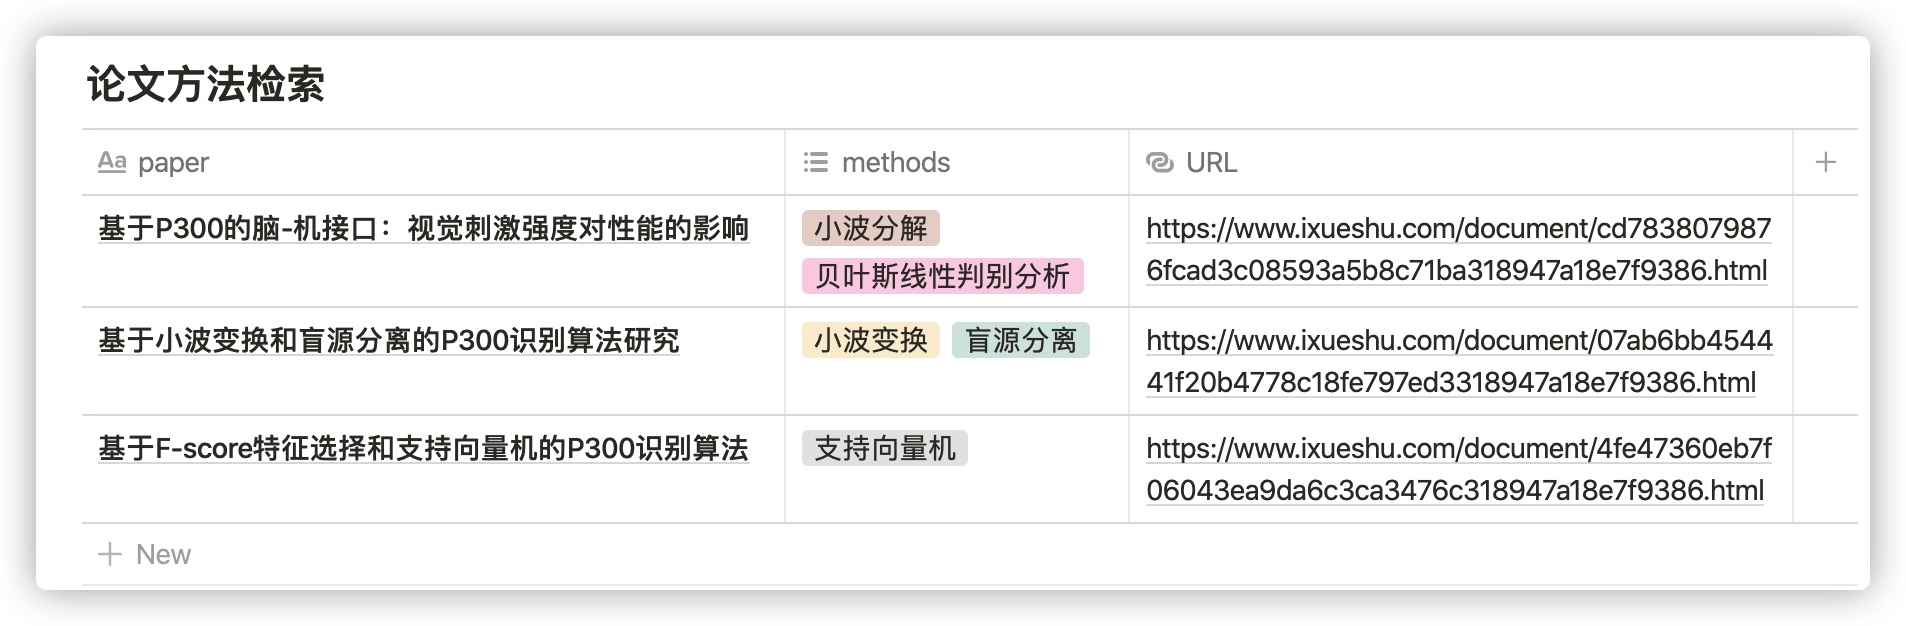 论文方法检索
Aa paper
methods
URL
基于P300的脑-机接口：视觉刺激强度对性能的影响
小波分解
贝叶斯线性判别分析
https://www.ixueshu.com/document/cd783807987
6fcad3c08593a5b8c71ba318947a18e7f9386.html
基于小波变换和盲源分离的P300识别算法研究
小波变换 盲源分离
https://www.ixueshu.com/document/07ab6bb4544
41f20b4778c18fe797ed3318947a18e7f9386.html
基于F-score特征选择和支持向量机的P300识别算法
支持向量机
https://www.ixueshu.com/document/4fe47360eb7f
06043ea9da6c3ca3476c318947a18e7f9386.html
+ New